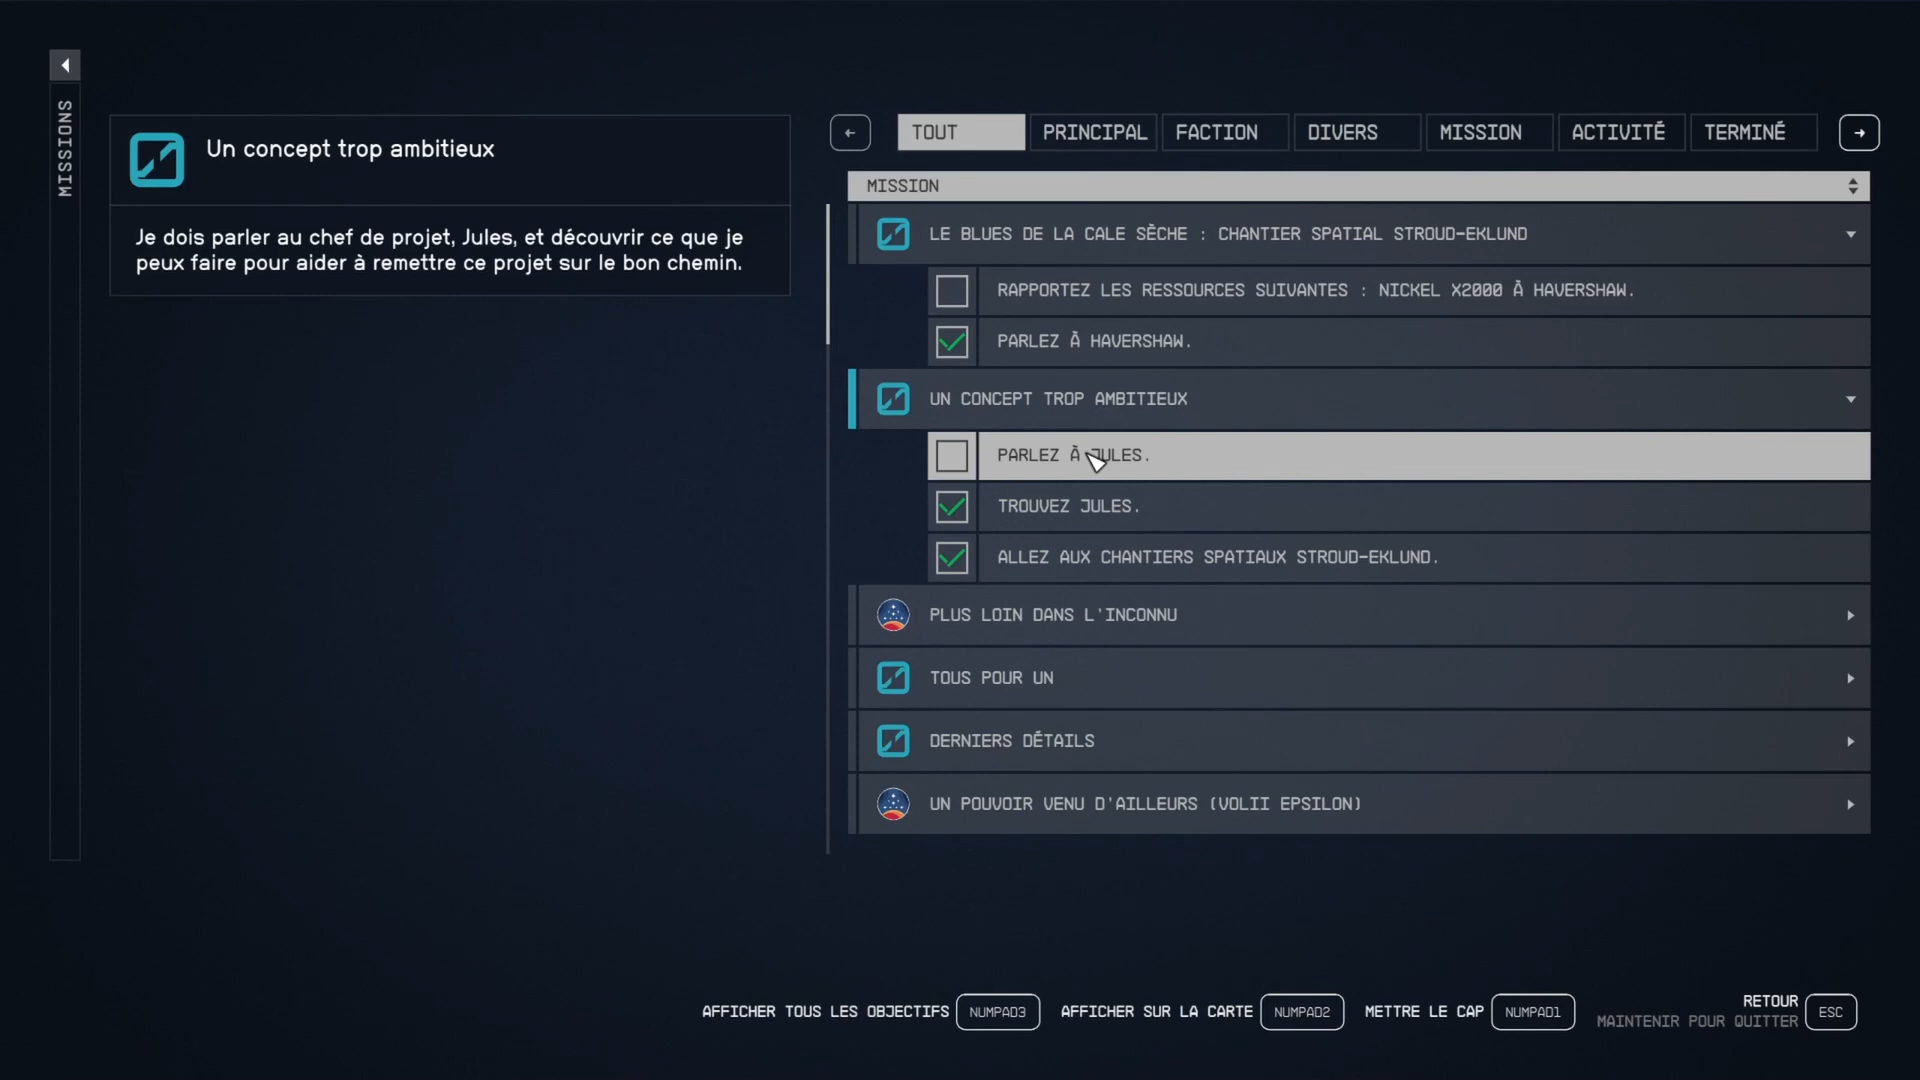 MISSIONS
Un concept trop ambitieux
Je dois parler au chef de projet, Jules, et découvrir ce que je
peux faire pour aider à remettre ce projet sur le bon chemin.
TOUT
PRINCIPAL
FACTION
DIVERS
MISSION
ACTIVITÉ
TERMINÉ
MISSION
LE BLUES DE LA CALE SÈCHE : CHANTIER SPATIAL STROUD-EKLUND
RAPPORTEZ LES RESSOURCES SUIVANTES : NICKEL X2000 À HAVERSHAW.
PARLEZ À HAVERSHAW.
UN CONCEPT TROP AMBITIEUX
PARLEZ À JULES.
TROUVEZ JULES.
ALLEZ AUX CHANTIERS SPATIAUX STROUD-EKLUND.
PLUS LOIN DANS L'INCONNU
TOUS POUR UN
DERNIERS DÉTAILS
UN POUVOIR VENU D'AILLEURS (VOLII EPSILON)
AFFICHER TOUS LES OBJECTIFS NUMPAD3
AFFICHER SUR LA CARTE NUMPAD2
METTRE LE CAP NUMPAD1
RETOUR
MAINTENIR POUR QUITTER
ESC